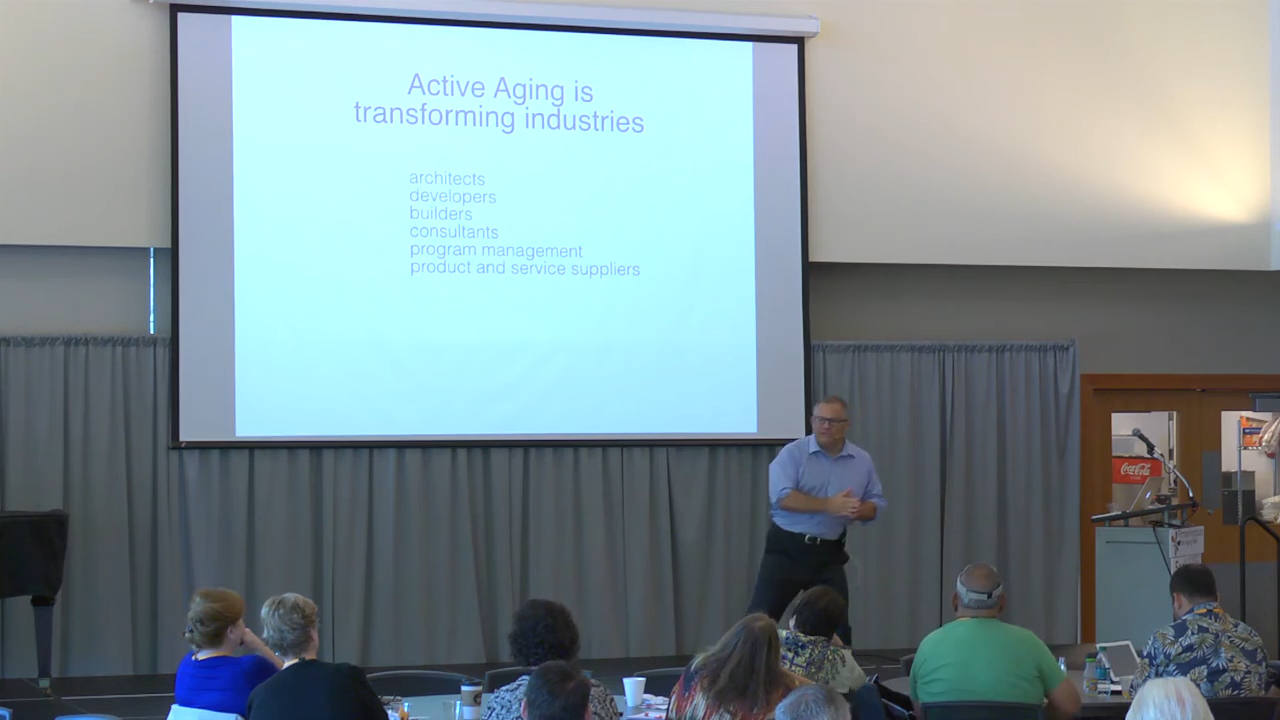 Active Aging is
transforming industries
architects
developers
builders
consultants
program management
product and service suppliers
Coca-Cola